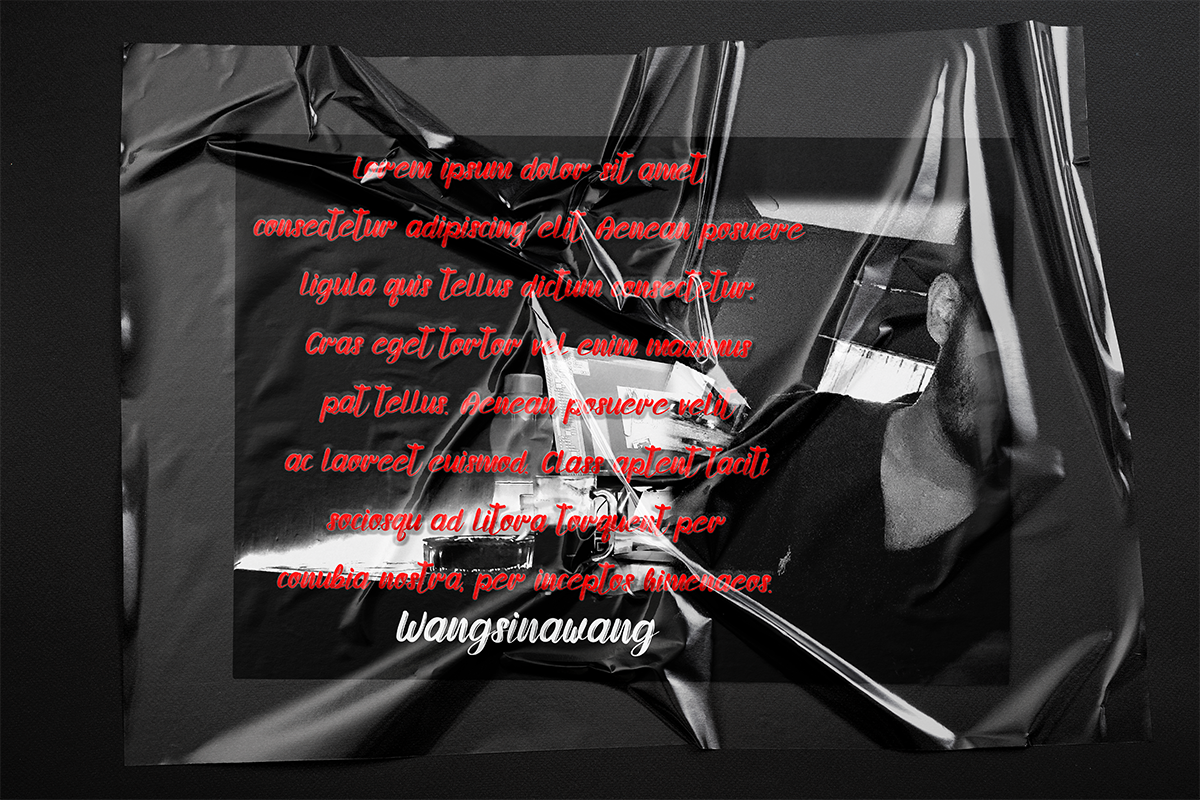 Lorem ipsum dolor sit amet,
consectetur adipiscing elit. Aenean posuere
ligula quis tellus dictum consectetur.
Cras eget tortor vel enim maximus
pat tellus. Aenean posuere velit
ac laoreet euismod. Class aptent taciti
sociosqu ad litora torquent per
conubia nostra, per inceptos himenaeos.
Wangsinawang